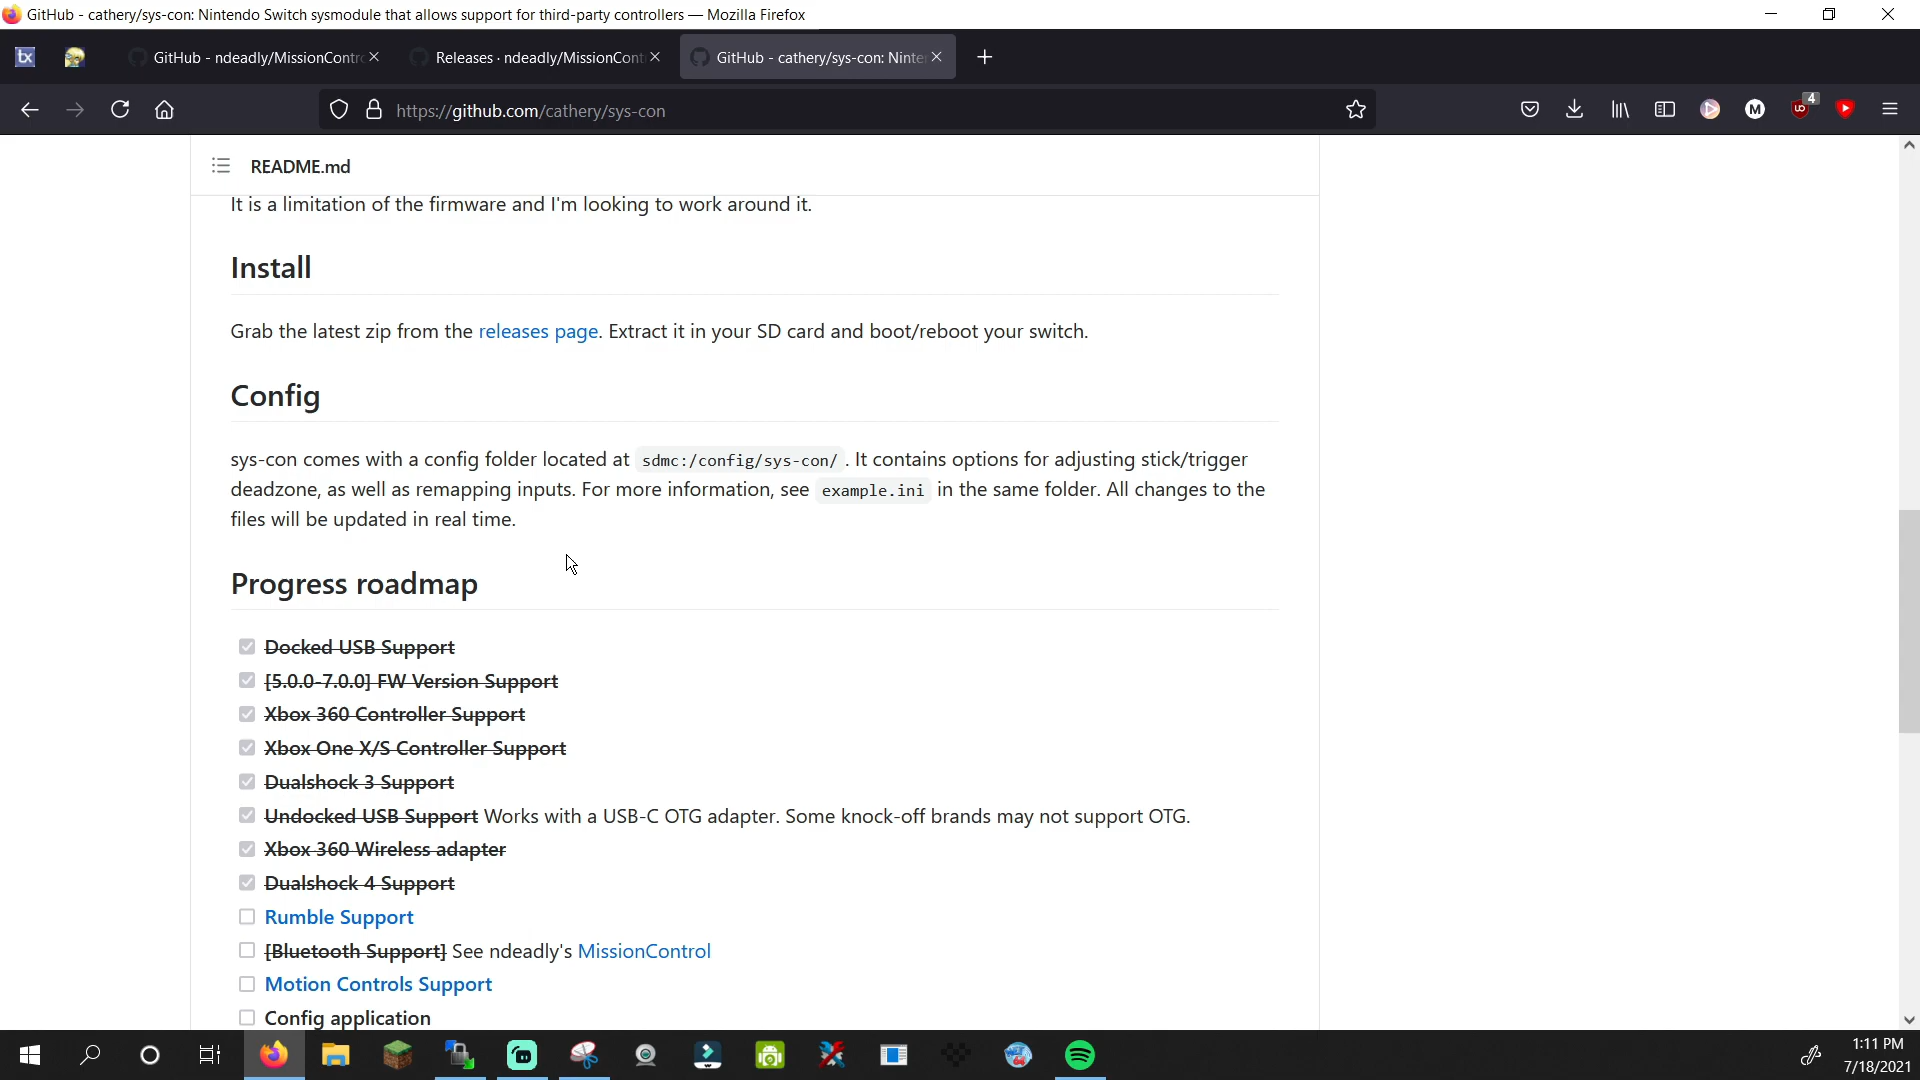 GitHub - cathery/sys-con: Nintendo Switch sysmodule that allows support for third-party controllers — Mozilla Firefox
bx
GitHub - ndeadly/MissionContr
Releases · ndeadly/MissionCont
GitHub - cathery/sys-con: Ninte
https://github.com/cathery/sys-con
M
4
README.md
It is a limitation of the firmware and I'm looking to work around it.
Install
Grab the latest zip from the releases page. Extract it in your SD card and boot/reboot your switch.
Config
sys-con comes with a config folder located at sdmc:/config/sys-con/. It contains options for adjusting stick/trigger
deadzone, as well as remapping inputs. For more information, see example.ini in the same folder. All changes to the
files will be updated in real time.
Progress roadmap
Docked USB Support
[5.0.0-7.0.0] FW Version Support
Xbox 360 Controller Support
Xbox One X/S Controller Support
Dualshock 3 Support
Undocked USB Support Works with a USB-C OTG adapter. Some knock-off brands may not support OTG.
Xbox 360 Wireless adapter
Dualshock 4 Support
Rumble Support
[Bluetooth Support] See ndeadly's MissionControl
Motion Controls Support
Config application
1:11 PM
7/18/2021